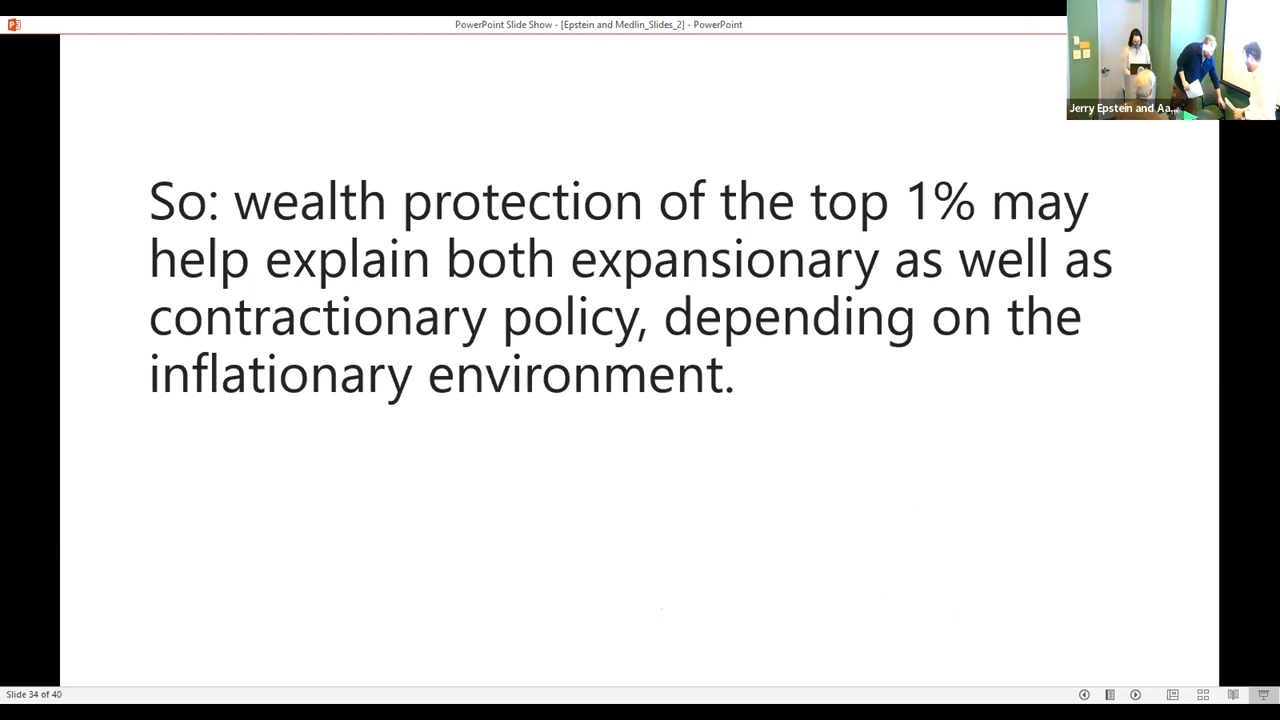 PowerPoint Slide Show - [Epstein and Medlin_Slides_2] - PowerPoint
Jerry Epstein and Aa...
So: wealth protection of the top 1% may
help explain both expansionary as well as
contractionary policy, depending on the
inflationary environment.
Slide 34 of 40